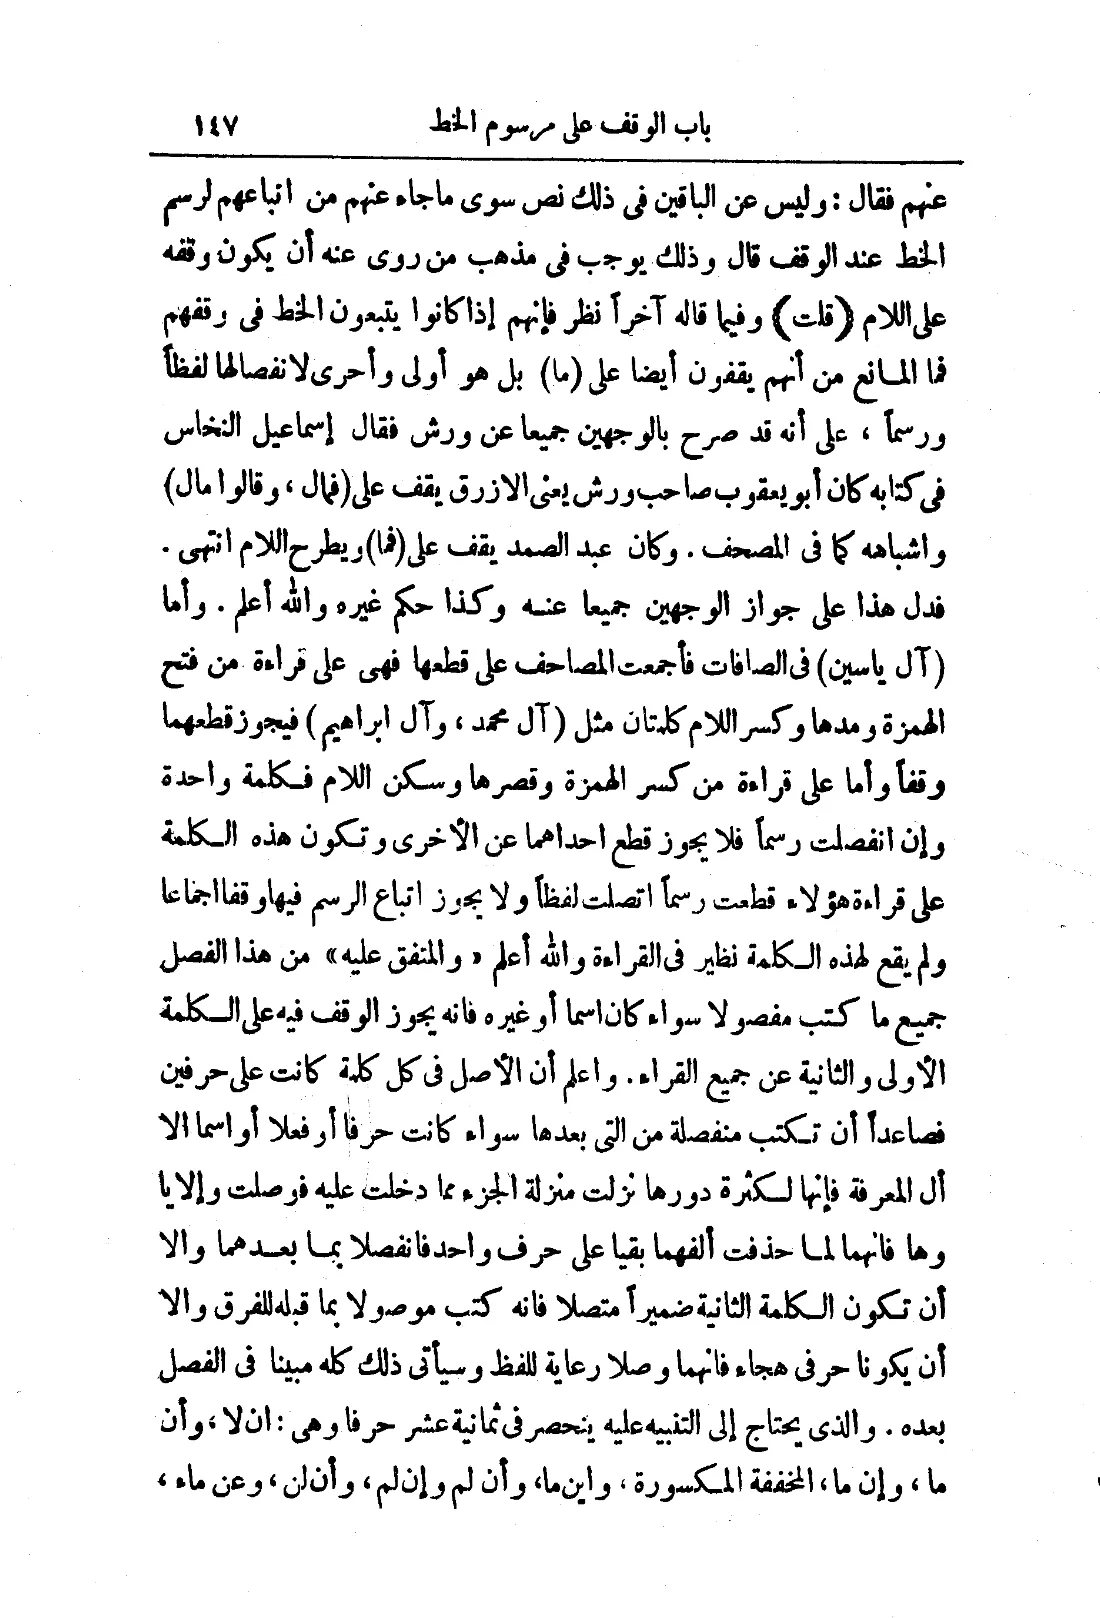 باب الوقف على مرسوم الخط ١٤٧
عنهم فقال : وليس عن الباقين فى ذلك نص سوى ماجاء عنهم من اتباعهم لرسم
الخط عند الوقف قال وذلك يوجب فى مذهب من روى عنه أن يكون وقفه
على اللام (قلت) وفيما قاله آخراً نظر فإنهم إذا كانوا يتبعون الخط فى وقفهم
فما المانع من أنهم يقفون أيضا على (ما) بل هو أولى وأحرى لانفصالها لفظاً
ورسماً ، على أنه قد صرح بالوجهين جميعا عن ورش فقال إسماعيل النخاس
فى كتابه كان أبو يعقوب صاحب ورش يعنى الازرق يقف على (فمال ، وقالوا مال)
واشباهه كما فى المصحف . وكان عبد الصمد يقف على (فما) ويطرح اللام انتهى .
فدل هذا على جواز الوجهين جميعا عنه وكذا حكم غيره والله أعلم . وأما
(آل ياسين) فى الصافات فأجمعت المصاحف على قطعها فهى على قراءة من فتح
الهمزة ومدها وكسر اللام كلمتان مثل (آل محمد ، وآل ابراهيم) فيجوز قطعهما
وقفاً وأما على قراءة من كسر الهمزة وقصرها وسكن اللام فكلمة واحدة
وإن انفصلت رسماً فلا يجوز قطع احداهما عن الأخرى وتكون هذه الكلمة
على قراءة هؤلاء قطعت رسماً اتصلت لفظاً ولا يجوز اتباع الرسم فيها وقفا اجماعا
ولم يقع لهذه الكلمة نظير فى القراءة والله أعلم « والمتفق عليه» من هذا الفصل
جميع ما كتب مفصولا سواء كان اسما أو غيره فانه يجوز الوقف فيه على الكلمة
الأولى والثانية عن جميع القراء . واعلم أن الأصل فى كل كلمة كانت على حرفين
فصاعداً أن تكتب منفصلة من التى بعدها سواء كانت حرفا أو فعلا أو اسما الا
أل المعرفة فإنها لكثرة دورها نزلت منزلة الجزء مما دخلت عليه فوصلت وإلا يا
وها فانهما لما حذفت ألفهما بقيا على حرف واحد فانفصلا بما بعدهما والا
أن تكون الكلمة الثانية ضميراً متصلا فانه كتب موصولا بما قبله للفرق والا
أن يكونا حرفى هجاء فانهما وصلا رعاية للفظ وسيأتى ذلك كله مبينا فى الفصل
بعده . والذى يحتاج إلى التنبيه عليه ينحصر فى ثمانية عشر حرفا وهى : ان لا ، وأن
ما ، وإن ما ، المخففة المكسورة ، واين ما ، وأن لم وإن لم ، وأن لن ، وعن ماء ،